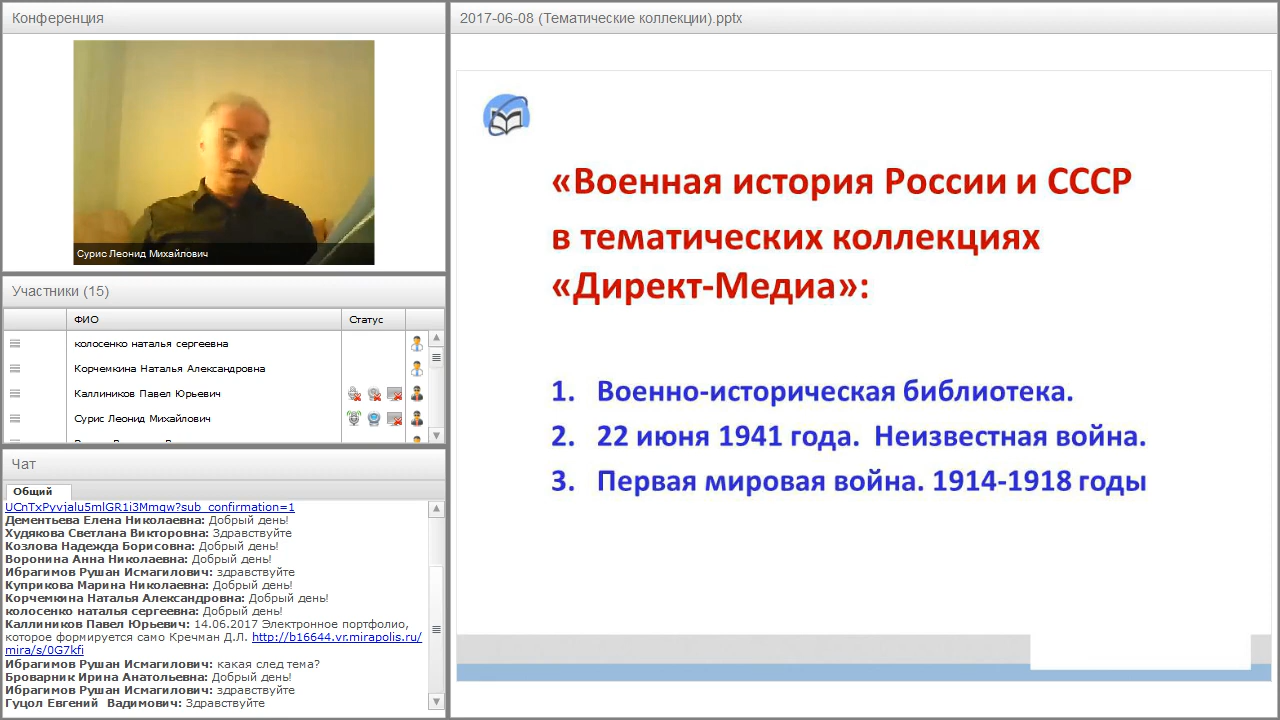 Конференция
Сурис Леонид Михайлович
Участники (15)
ФИО
Статус
колосенко наталья сергеевна
Корчемкина Наталья Александровна
Каллиников Павел Юрьевич
Сурис Леонид Михайлович
Чат
Общий
UCnTxPyvjalu5mlGR1i3Mmqw?sub_confirmation=1
Дементьева Елена Николаевна: Добрый день!
Худякова Светлана Викторовна: Здравствуйте
Козлова Надежда Борисовна: Добрый день!
Воронина Анна Николаевна: Добрый день!
Ибрагимов Рушан Исмагилович: здравствуйте
Куприкова Марина Николаевна: Добрый день!
Корчемкина Наталья Александровна: Добрый день!
колосенко наталья сергеевна: Добрый день!
Каллиников Павел Юрьевич: 14.06.2017 Электронное портфолио,
которое формируется само Кречман Д.Л. http://b16644.vr.mirapolis.ru/
mira/s/0G7kfi
Ибрагимов Рушан Исмагилович: какая след тема?
Броварник Ирина Анатольевна: Добрый день!
Ибрагимов Рушан Исмагилович: здравствуйте
Гуцол Евгений  Вадимович: Здравствуйте
2017-06-08 (Тематические коллекции).pptx
«Военная история России и СССР
в тематических коллекциях
«Директ-Медиа»:
1. Военно-историческая библиотека.
2. 22 июня 1941 года.  Неизвестная война.
3. Первая мировая война. 1914-1918 годы